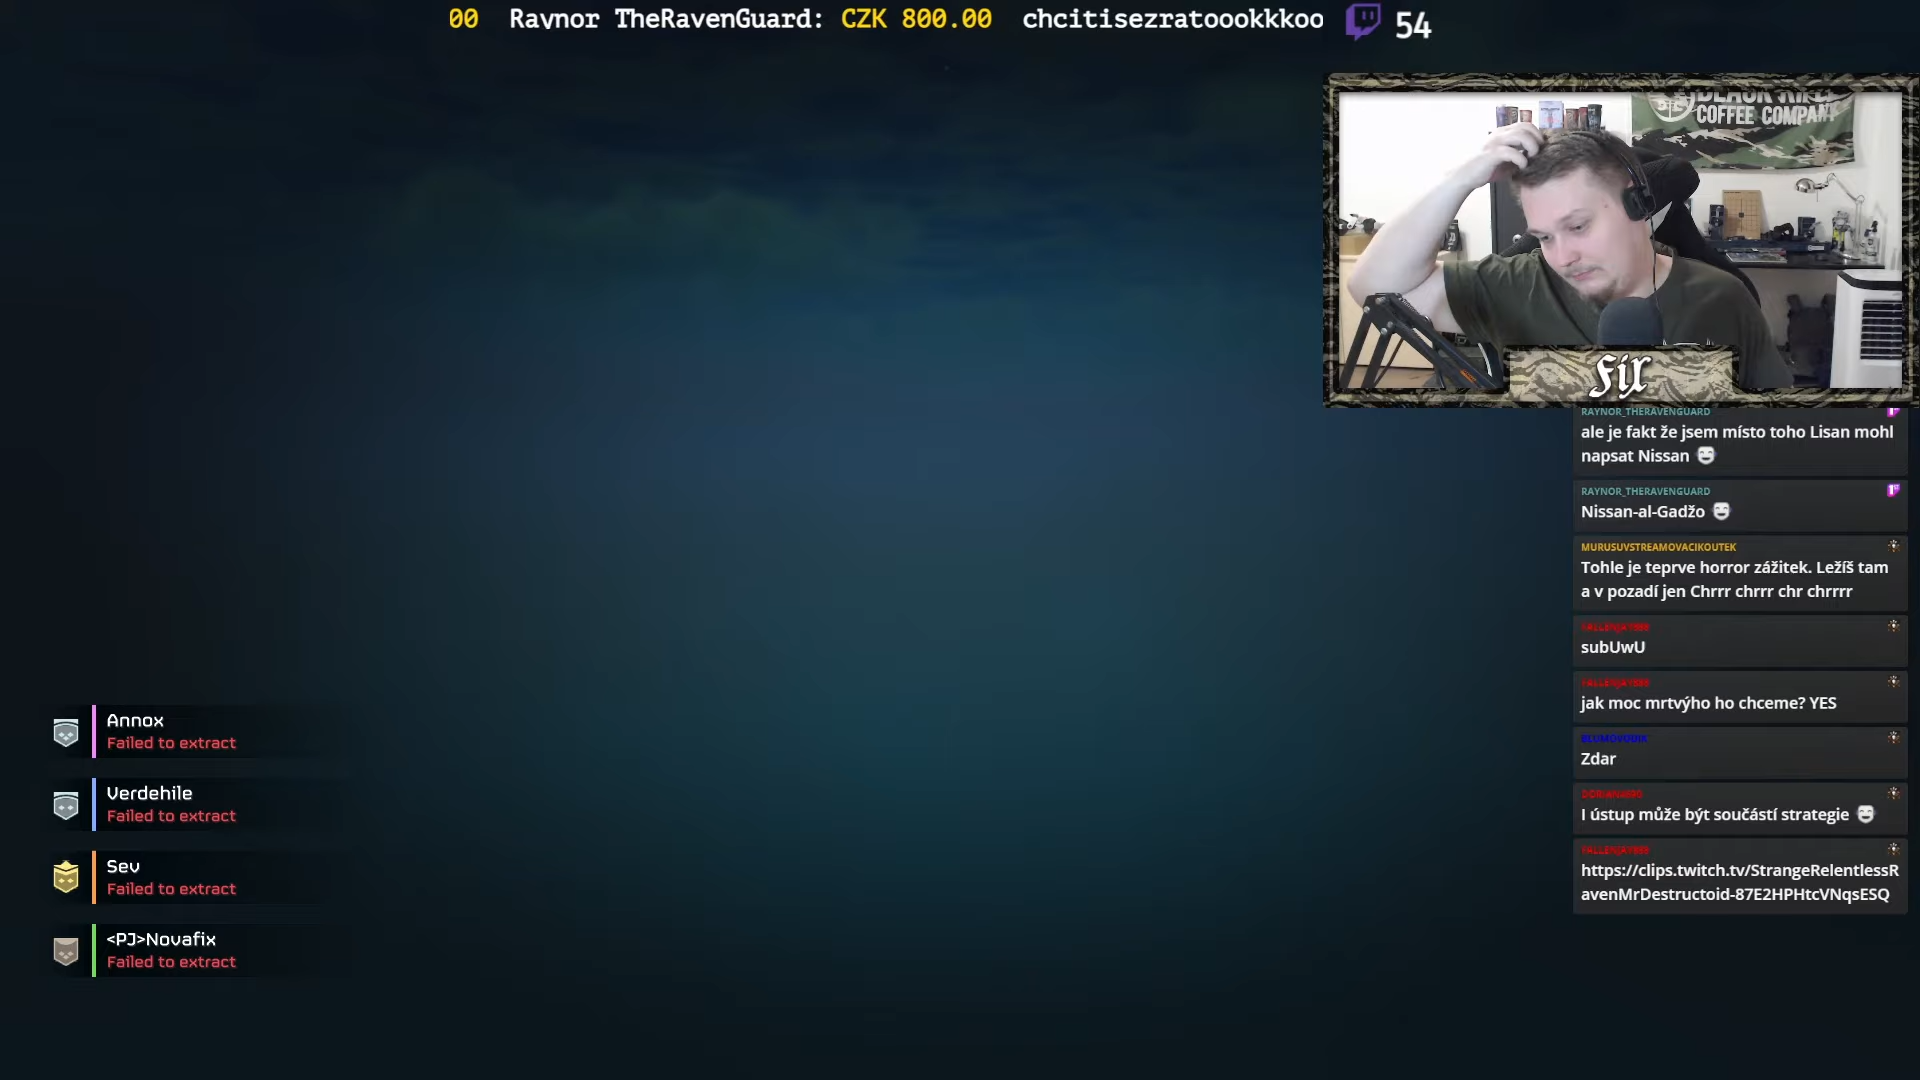 00 Raynor TheRavenGuard: CZK 800.00 chcitisezratoookkkoo 54
COFFEE COMPANY
Fix
RAYNOR_THERAVENGUARD
ale je fakt že jsem místo toho Lisan mohl
napsat Nissan
RAYNOR_THERAVENGUARD
Nissan-al-Gadžo
MURUSUVSTREAMOVACIKOUTEK
Tohle je teprve horror zážitek. Ležíš tam
a v pozadí jen Chrrr chrrr chr chrrrr
subUwU
jak moc mrtvýho ho chceme? YES
Zdar
I ústup může být součástí strategie
https://clips.twitch.tv/StrangeRelentlessR
avenMrDestructoid-87E2HPHtcVNqsESQ
Annox
Failed to extract
Verdehile
Failed to extract
Sev
Failed to extract
<PJ>Novafix
Failed to extract